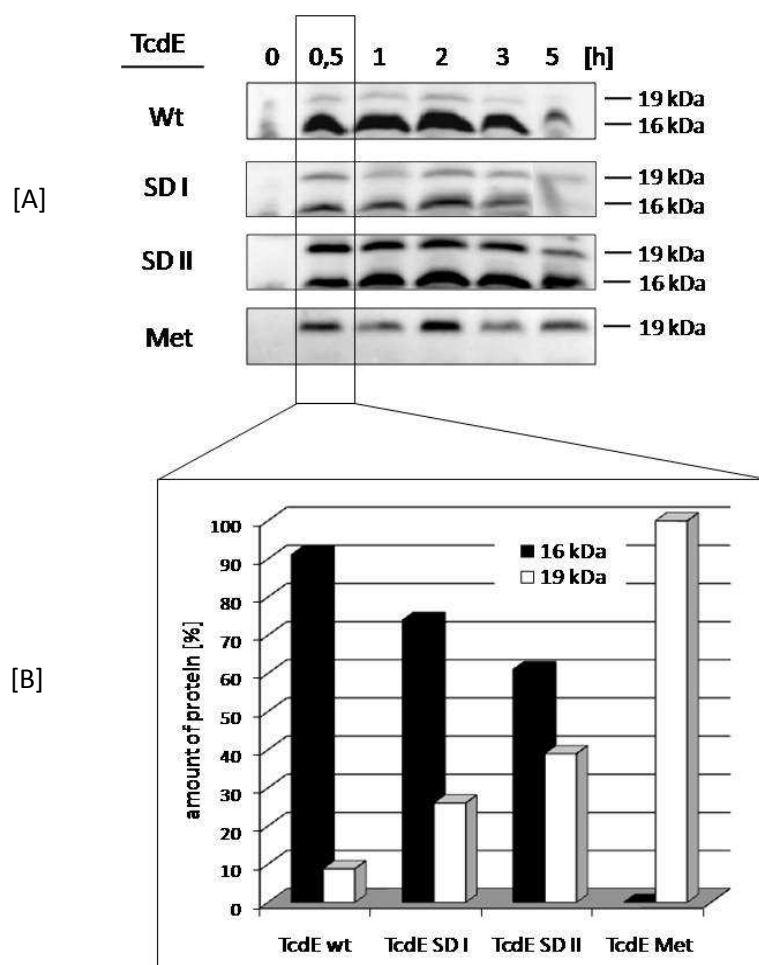 TcdE 0 0,5 1 2 3 5 [h]
Wt 19 kDa
16 kDa
[A]
SD I 19 kDa
16 kDa
SD II 19 kDa
16 kDa
Met 19 kDa
[B]
amount of protein [%]
100
90
80
70
60
50
40
30
20
10
0
16 kDa
19 kDa
TcdE wt TcdE SD I TcdE SD II TcdE Met